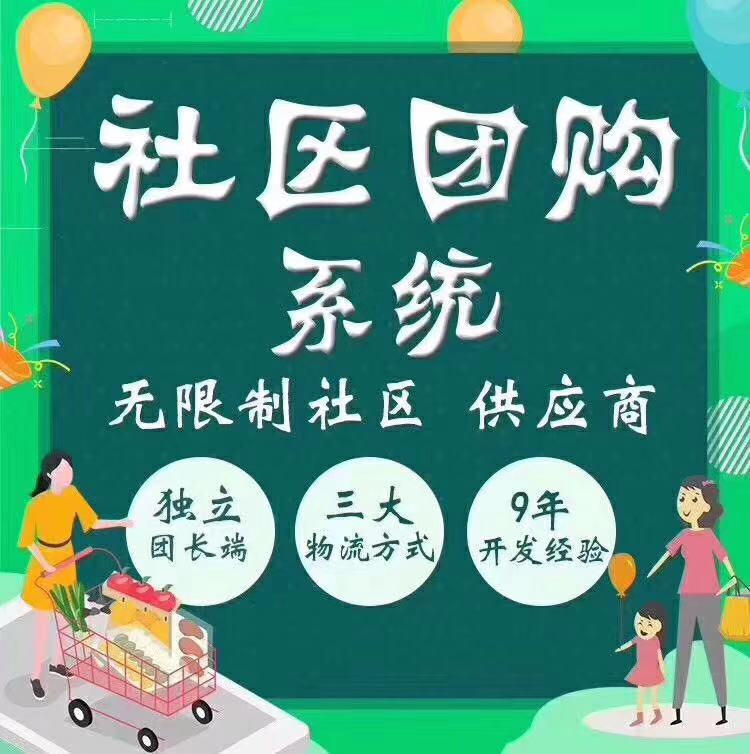 社区团购
系统
无限制社区 供应商
独立
团长端
三大
物流方式
9年
开发经验